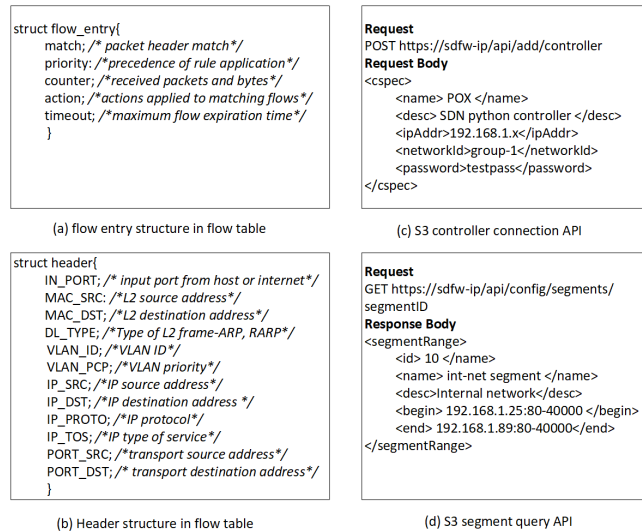 struct flow_entry{
match; /* packet header match*/
priority: /*precedence of rule application*/
counter; /*received packets and bytes*/
action; /*actions applied to matching flows*/
timeout; /*maximum flow expiration time*/
}
(a) flow entry structure in flow table
struct header{
IN_PORT; /* input port from host or internet*/
MAC_SRC: /*L2 source address*/
MAC_DST; /*L2 destination address*/
DL_TYPE; /*Type of L2 frame-ARP, RARP*/
VLAN_ID; /*VLAN ID*/
VLAN_PCP; /*VLAN priority*/
IP_SRC; /*IP source address*/
IP_DST; /*IP destination address */
IP_PROTO; /*IP protocol*/
IP_TOS; /*IP type of service*/
PORT_SRC; /*transport source address*/
PORT_DST; /* transport destination address*/
}
(b) Header structure in flow table
Request
POST https://sdfw-ip/api/add/controller
Request Body
<cspec>
<name> POX </name>
<desc> SDN python controller </desc>
<ipAddr>192.168.1.x</ipAddr>
<networkId>group-1</networkId>
<password>testpass</password>
</cspec>
(c) S3 controller connection API
Request
GET https://sdfw-ip/api/config/segments/
segmentID
Response Body
<segmentRange>
<id> 10 </name>
<name> int-net segment </name>
<desc>Internal network</desc>
<begin> 192.168.1.25:80-40000 </begin>
<end> 192.168.1.89:80-40000</end>
</segmentRange>
(d) S3 segment query API